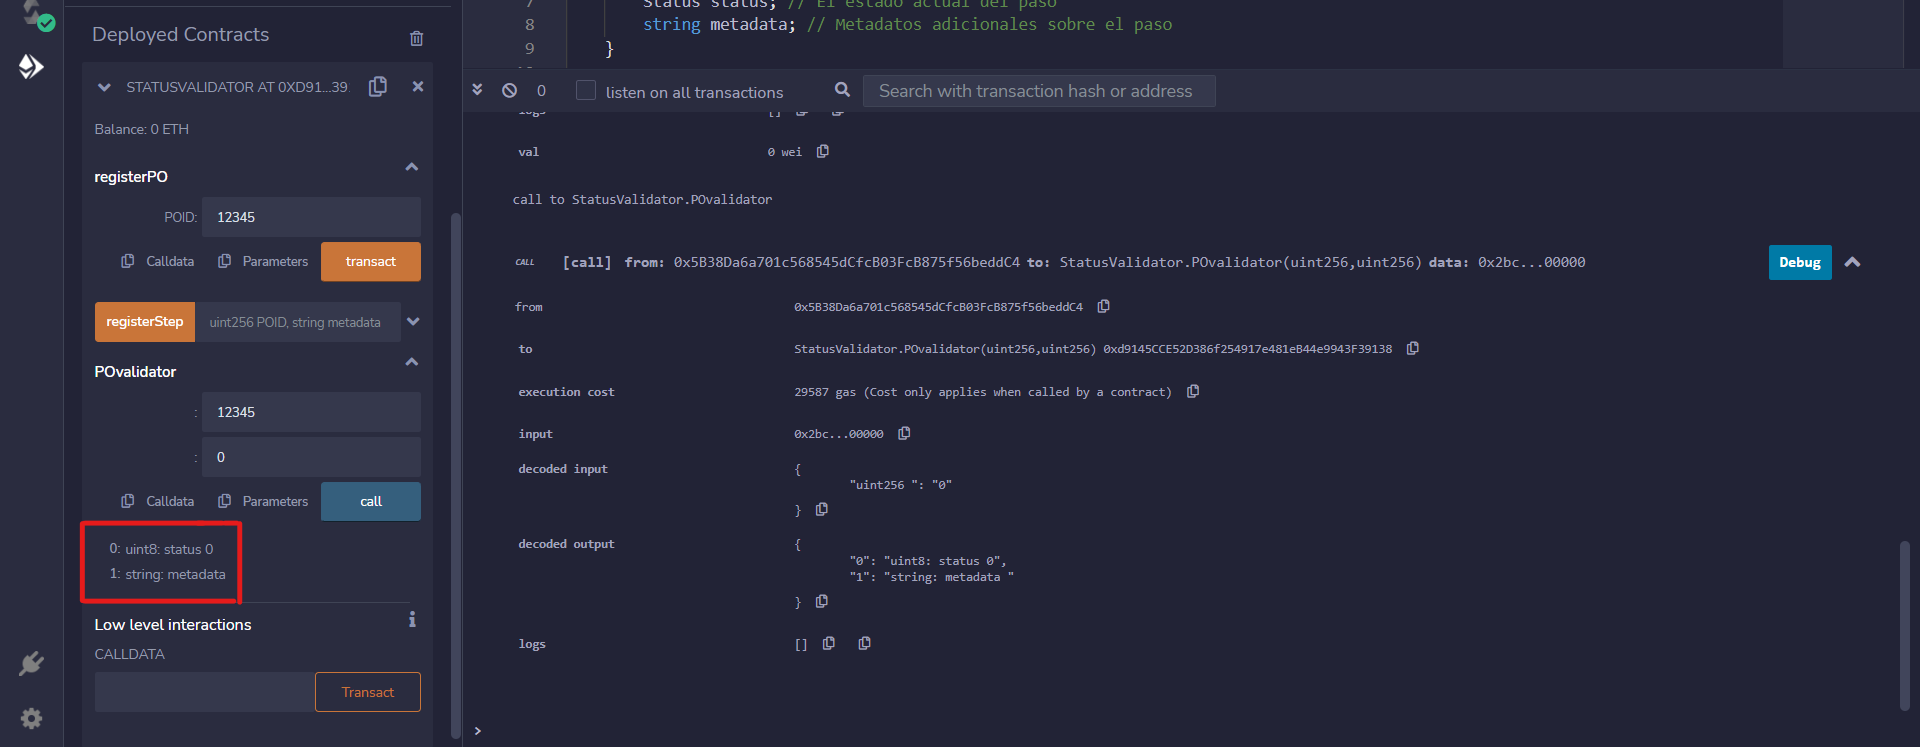 Deployed Contracts
STATUSVALIDATOR AT 0XD91...39
Balance: 0 ETH
registerPO
POID: 12345
Calldata Parameters transact
registerStep uint256 POID, string metadata
POvalidator
: 12345
: 0
Calldata Parameters call
0: uint8: status 0
1: string: metadata
Low level interactions
CALLDATA
Transact
7 Status status; // El estado actual del paso
8 string metadata; // Metadatos adicionales sobre el paso
9 }
0 listen on all transactions Search with transaction hash or address
logs []
val 0 wei
call to StatusValidator.POvalidator
CALL [call] from: 0x5B38Da6a701c568545dCfcB03FcB875f56beddC4 to: StatusValidator.POvalidator(uint256,uint256) data: 0x2bc...00000 Debug
from 0x5B38Da6a701c568545dCfcB03FcB875f56beddC4
to StatusValidator.POvalidator(uint256,uint256) 0xd9145CCE52D386f254917e481eB44e9943F39138
execution cost 29587 gas (Cost only applies when called by a contract)
input 0x2bc...00000
decoded input {
"uint256 ": "0"
}
decoded output {
"0": "uint8: status 0",
"1": "string: metadata "
}
logs []
>